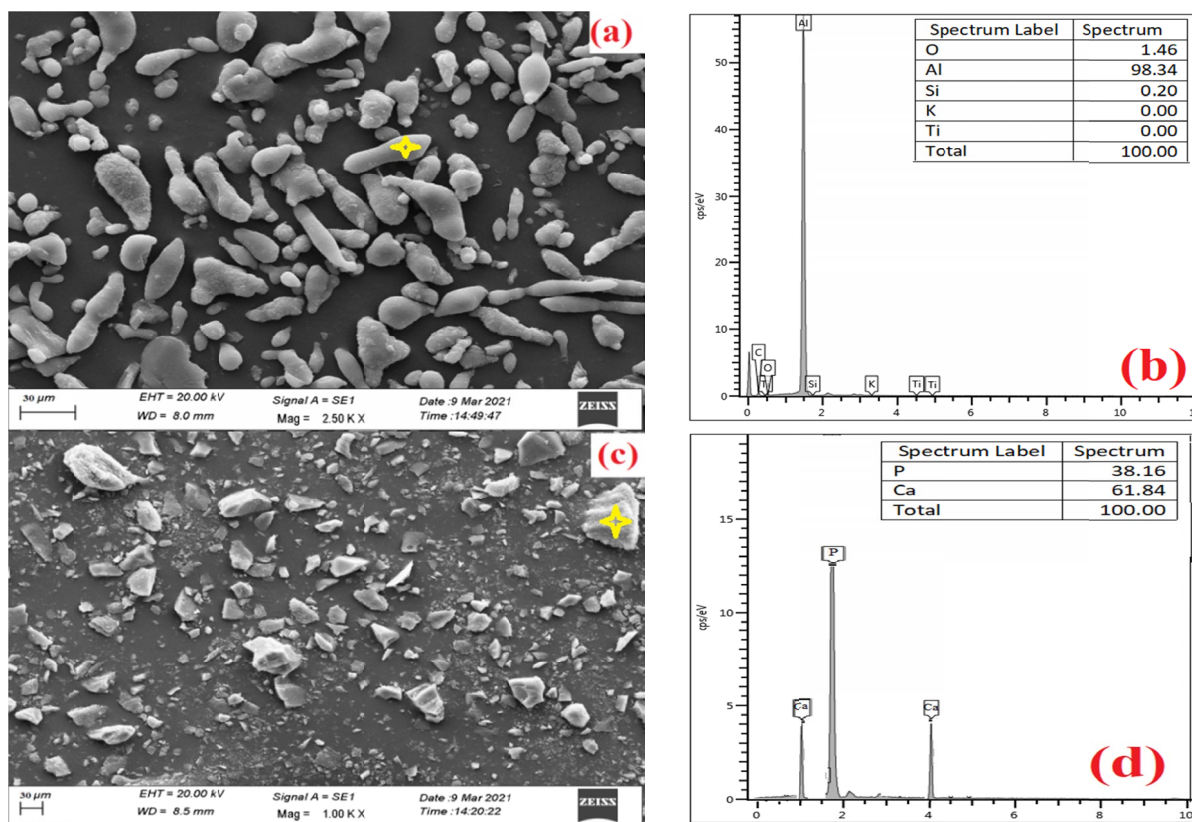 (a)
30 µm
EHT = 20.00 kV
WD = 8.0 mm
Signal A = SE1
Mag = 2.50 K X
Date :9 Mar 2021
Time :14:49:47
ZEISS
Spectrum Label Spectrum
O 1.46
Al 98.34
Si 0.20
K 0.00
Ti 0.00
Total 100.00
cps/eV
50
40
30
20
10
0
0 2 4 6 8 10 1
Al
C
O
T
Si
K
Ti
Ti
(b)
(c)
30 µm
EHT = 20.00 kV
WD = 8.5 mm
Signal A = SE1
Mag = 1.00 K X
Date :9 Mar 2021
Time :14:20:22
ZEISS
Spectrum Label Spectrum
P 38.16
Ca 61.84
Total 100.00
cps/eV
15
10
5
0
0 2 4 6 8 10
Ca
P
Ca
(d)